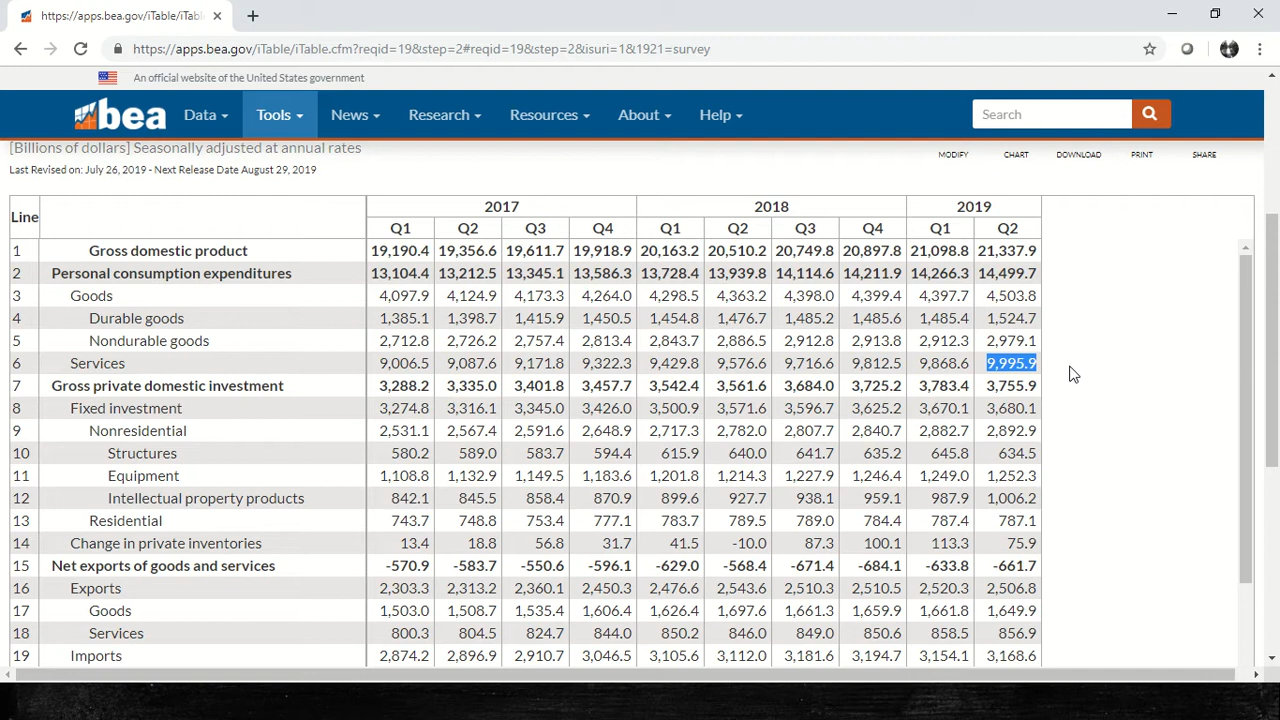 https://apps.bea.gov/iTable/iTabl
https://apps.bea.gov/iTable/iTable.cfm?reqid=19&step=2#reqid=19&step=2&isuri=1&1921=survey
An official website of the United States government
bea Data Tools News Research Resources About Help Search
[Billions of dollars] Seasonally adjusted at annual rates
Last Revised on: July 26, 2019 - Next Release Date August 29, 2019
MODIFY CHART DOWNLOAD PRINT SHARE
Line 2017 2018 2019
Q1 Q2 Q3 Q4 Q1 Q2 Q3 Q4 Q1 Q2
1 Gross domestic product 19,190.4 19,356.6 19,611.7 19,918.9 20,163.2 20,510.2 20,749.8 20,897.8 21,098.8 21,337.9
2 Personal consumption expenditures 13,104.4 13,212.5 13,345.1 13,586.3 13,728.4 13,939.8 14,114.6 14,211.9 14,266.3 14,499.7
3 Goods 4,097.9 4,124.9 4,173.3 4,264.0 4,298.5 4,363.2 4,398.0 4,399.4 4,397.7 4,503.8
4 Durable goods 1,385.1 1,398.7 1,415.9 1,450.5 1,454.8 1,476.7 1,485.2 1,485.6 1,485.4 1,524.7
5 Nondurable goods 2,712.8 2,726.2 2,757.4 2,813.4 2,843.7 2,886.5 2,912.8 2,913.8 2,912.3 2,979.1
6 Services 9,006.5 9,087.6 9,171.8 9,322.3 9,429.8 9,576.6 9,716.6 9,812.5 9,868.6 9,995.9
7 Gross private domestic investment 3,288.2 3,335.0 3,401.8 3,457.7 3,542.4 3,561.6 3,684.0 3,725.2 3,783.4 3,755.9
8 Fixed investment 3,274.8 3,316.1 3,345.0 3,426.0 3,500.9 3,571.6 3,596.7 3,625.2 3,670.1 3,680.1
9 Nonresidential 2,531.1 2,567.4 2,591.6 2,648.9 2,717.3 2,782.0 2,807.7 2,840.7 2,882.7 2,892.9
10 Structures 580.2 589.0 583.7 594.4 615.9 640.0 641.7 635.2 645.8 634.5
11 Equipment 1,108.8 1,132.9 1,149.5 1,183.6 1,201.8 1,214.3 1,227.9 1,246.4 1,249.0 1,252.3
12 Intellectual property products 842.1 845.5 858.4 870.9 899.6 927.7 938.1 959.1 987.9 1,006.2
13 Residential 743.7 748.8 753.4 777.1 783.7 789.5 789.0 784.4 787.4 787.1
14 Change in private inventories 13.4 18.8 56.8 31.7 41.5 -10.0 87.3 100.1 113.3 75.9
15 Net exports of goods and services -570.9 -583.7 -550.6 -596.1 -629.0 -568.4 -671.4 -684.1 -633.8 -661.7
16 Exports 2,303.3 2,313.2 2,360.1 2,450.3 2,476.6 2,543.6 2,510.3 2,510.5 2,520.3 2,506.8
17 Goods 1,503.0 1,508.7 1,535.4 1,606.4 1,626.4 1,697.6 1,661.3 1,659.9 1,661.8 1,649.9
18 Services 800.3 804.5 824.7 844.0 850.2 846.0 849.0 850.6 858.5 856.9
19 Imports 2,874.2 2,896.9 2,910.7 3,046.5 3,105.6 3,112.0 3,181.6 3,194.7 3,154.1 3,168.6